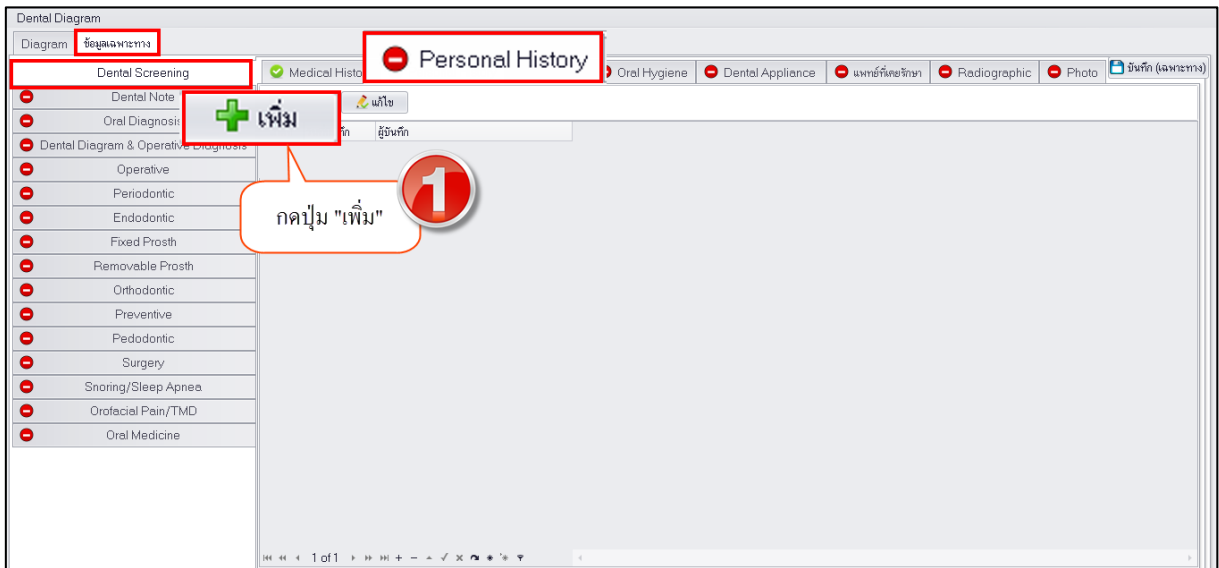 Dental Diagram
Diagram ข้อมูลเฉพาะทาง
Personal History
Dental Screening
Medical Histo
Oral Hygiene
Dental Appliance
แพทย์ที่เคยรักษา
Radiographic
Photo
บันทึก (เฉพาะทาง)
Dental Note
เพิ่ม
แก้ไข
Oral Diagnosis
ผู้บันทึก
Dental Diagram & Operative Diagnosis
Operative
1
Periodontic
กดปุ่ม "เพิ่ม"
Endodontic
Fixed Prosth
Removable Prosth
Orthodontic
Preventive
Pedodontic
Surgery
Snoring/Sleep Apnea
Orofacial Pain/TMD
Oral Medicine
1 of 1